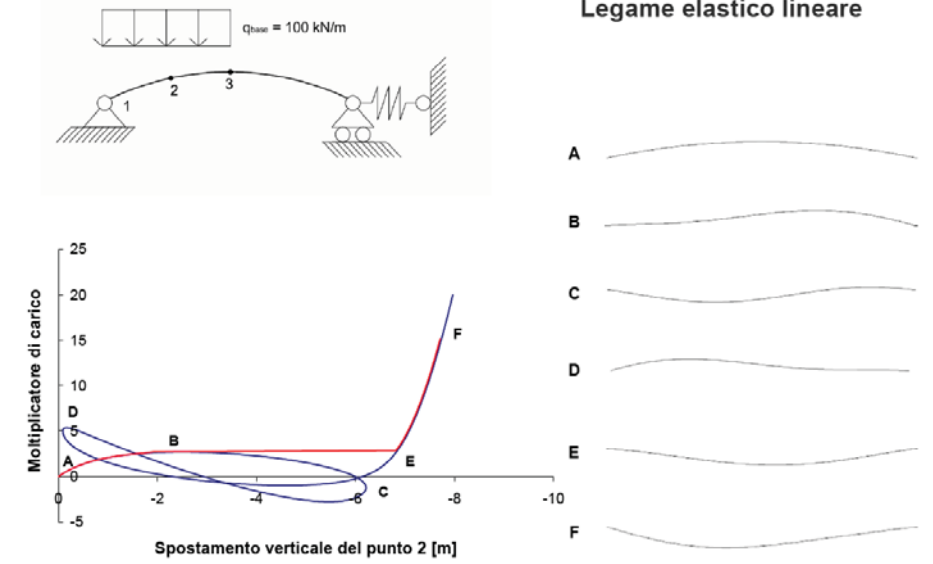 Legame elastico lineare
qbase = 100 kN/m
1
2
3
A
B
C
D
E
F
Moltiplicatore di carico
25
20
15
10
5
0
-5
D
A
B
E
C
F
0
-2
-4
-6
-8
-10
Spostamento verticale del punto 2 [m]